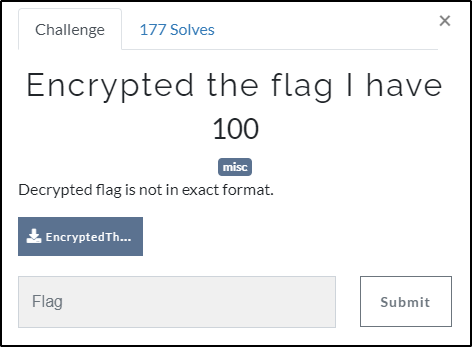 Challenge
177 Solves
×
Encrypted the flag I have
100
misc
Decrypted flag is not in exact format.
EncryptedTh...
Flag
Submit